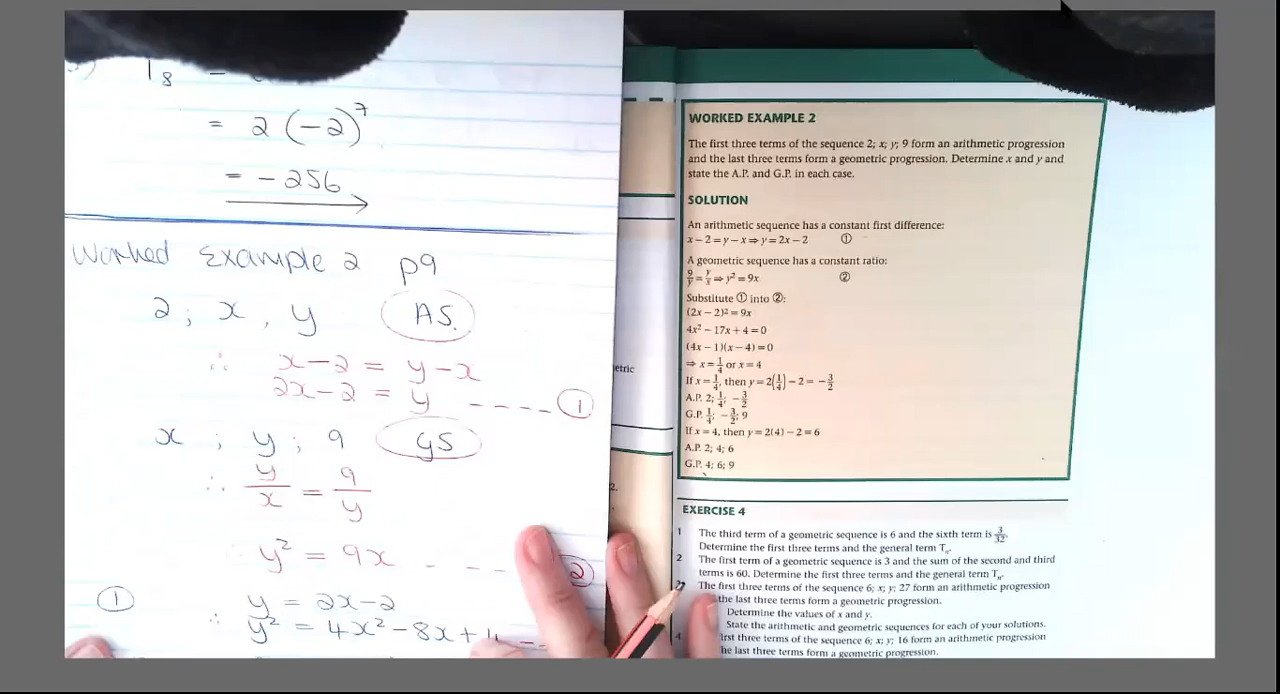 T₈ =
= 2(-2)⁷
= -256
Worked Example 2 p9
2; x, y AS.
∴ x-2 = y-x
2x-2 = y ---- ①
x ; y ; 9 GS
∴ y/x = 9/y
y² = 9x - - -- ②
① y = 2x-2
∴ y² = 4x²-8x+4 --
etric
2.
WORKED EXAMPLE 2
The first three terms of the sequence 2; x; y; 9 form an arithmetic progression
and the last three terms form a geometric progression. Determine x and y and
state the A.P. and G.P. in each case.
SOLUTION
An arithmetic sequence has a constant first difference:
x – 2 = y – x ⇒ y = 2x – 2 ①
A geometric sequence has a constant ratio:
9/y = y/x ⇒ y² = 9x ②
Substitute ① into ②:
(2x – 2)² = 9x
4x² – 17x + 4 = 0
(4x – 1)(x – 4) = 0
⇒ x = 1/4 or x = 4
If x = 1/4, then y = 2(1/4) – 2 = –3/2
A.P. 2; 1/4; –3/2
G.P. 1/4; –3/2; 9
If x = 4, then y = 2(4) – 2 = 6
A.P. 2; 4; 6
G.P. 4; 6; 9
EXERCISE 4
1 The third term of a geometric sequence is 6 and the sixth term is 3/32.
Determine the first three terms and the general term Tₙ.
2 The first term of a geometric sequence is 3 and the sum of the second and third
terms is 60. Determine the first three terms and the general term Tₙ.
The first three terms of the sequence 6; x; y; 27 form an arithmetic progression
the last three terms form a geometric progression.
Determine the values of x and y.
State the arithmetic and geometric sequences for each of your solutions.
4 irst three terms of the sequence 6; x; y; 16 form an arithmetic progression
he last three terms form a geometric progression.